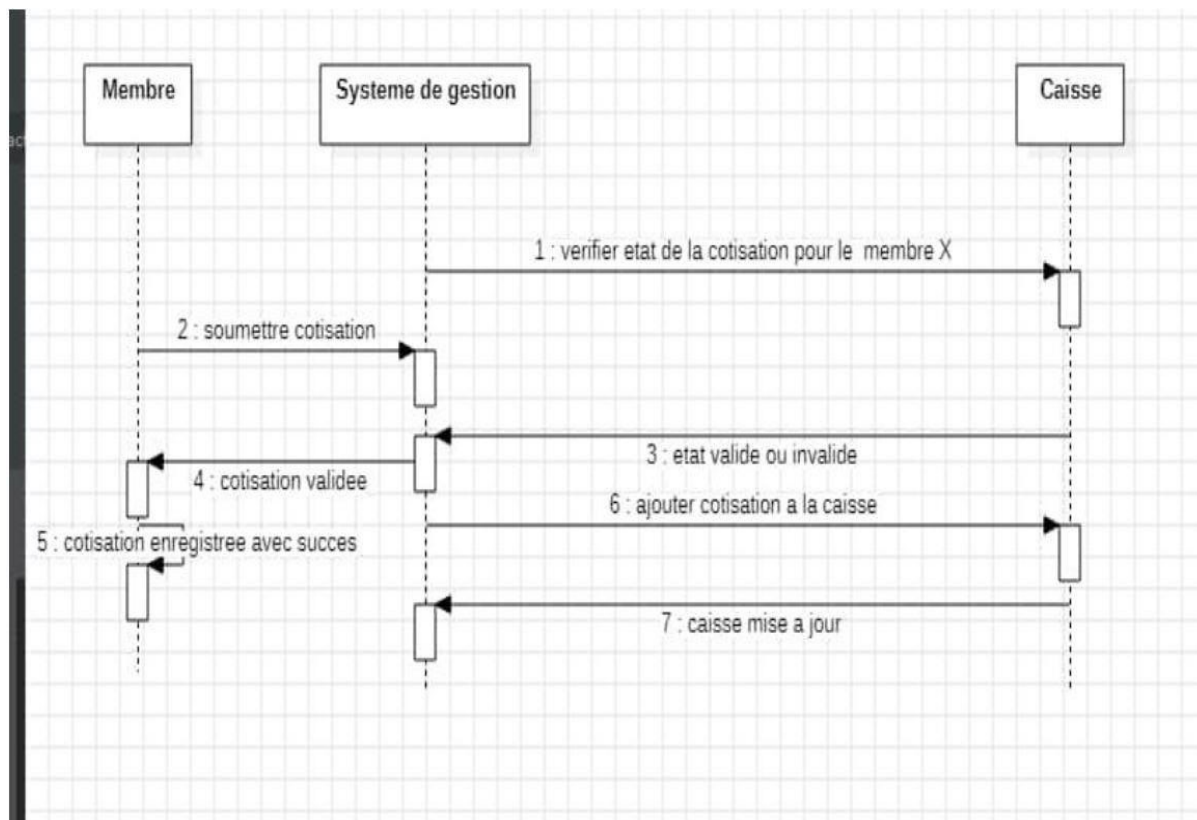 Membre
Systeme de gestion
Caisse
act
1 : verifier etat de la cotisation pour le membre X
2 : soumettre cotisation
3 : etat valide ou invalide
4 : cotisation validee
6 : ajouter cotisation a la caisse
5 : cotisation enregistree avec succes
7 : caisse mise a jour